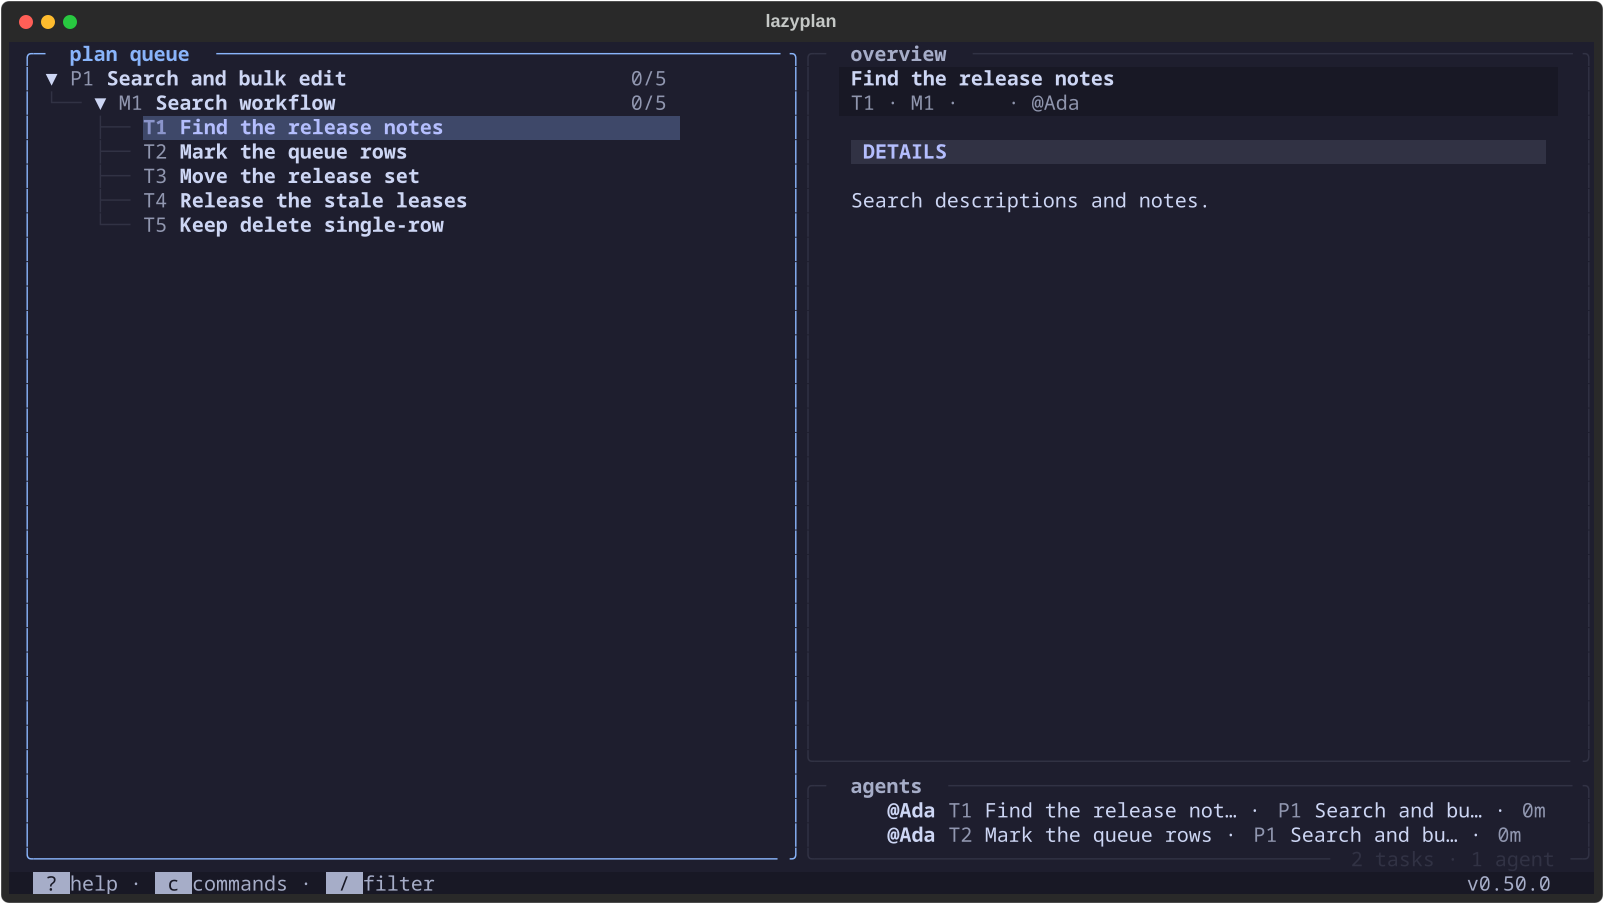 lazyplan
plan queue
▼ P1 Search and bulk edit 0/5
▼ M1 Search workflow 0/5
T1 Find the release notes
T2 Mark the queue rows
T3 Move the release set
T4 Release the stale leases
T5 Keep delete single-row
overview
Find the release notes
T1 · M1 · · @Ada
DETAILS
Search descriptions and notes.
agents
@Ada T1 Find the release not… · P1 Search and bu… · 0m
@Ada T2 Mark the queue rows · P1 Search and bu… · 0m
2 tasks · 1 agent
? help · c commands · / filter
v0.50.0